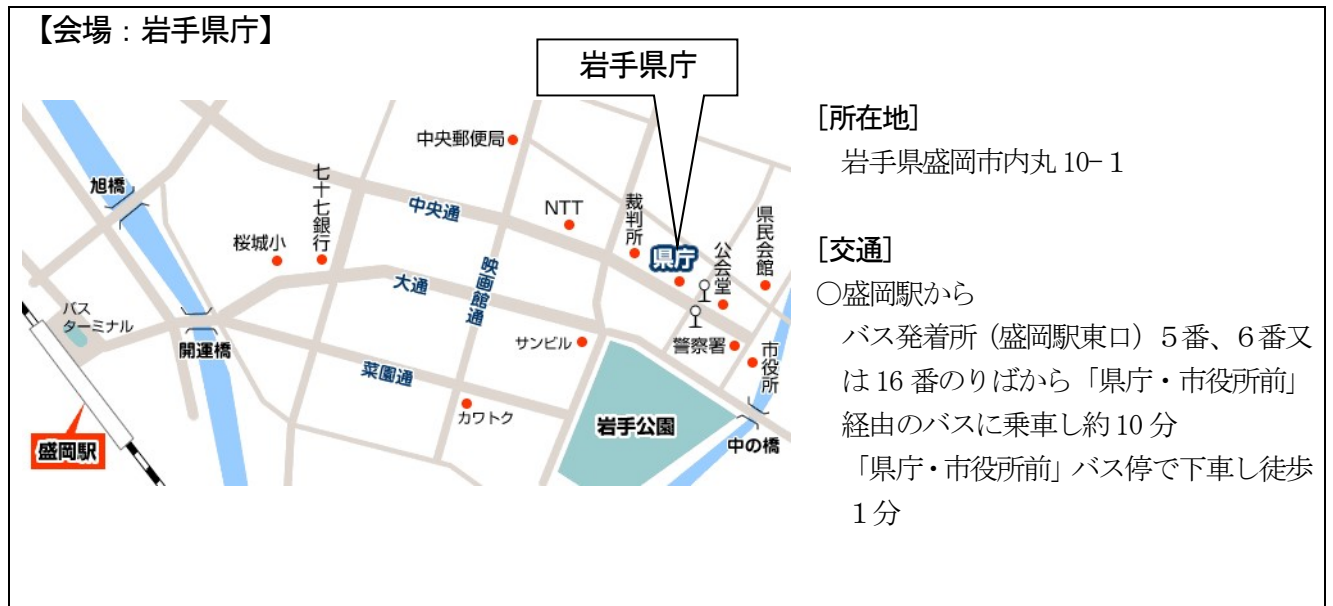 【会場：岩手県庁】
岩手県庁
中央郵便局
七十七銀行
旭橋
中央通
NTT
裁判所
県民会館
桜城小
県庁
公会堂
映画館通
大通
バス
ターミナル
開運橋
サンビル
警察署
市役所
菜園通
カワトク
岩手公園
中の橋
盛岡駅
［所在地］
岩手県盛岡市内丸 10-１
［交通］
○盛岡駅から
バス発着所（盛岡駅東口）５番、６番又
は 16 番のりばから「県庁・市役所前」
経由のバスに乗車し約 10 分
「県庁・市役所前」バス停で下車し徒歩
１分